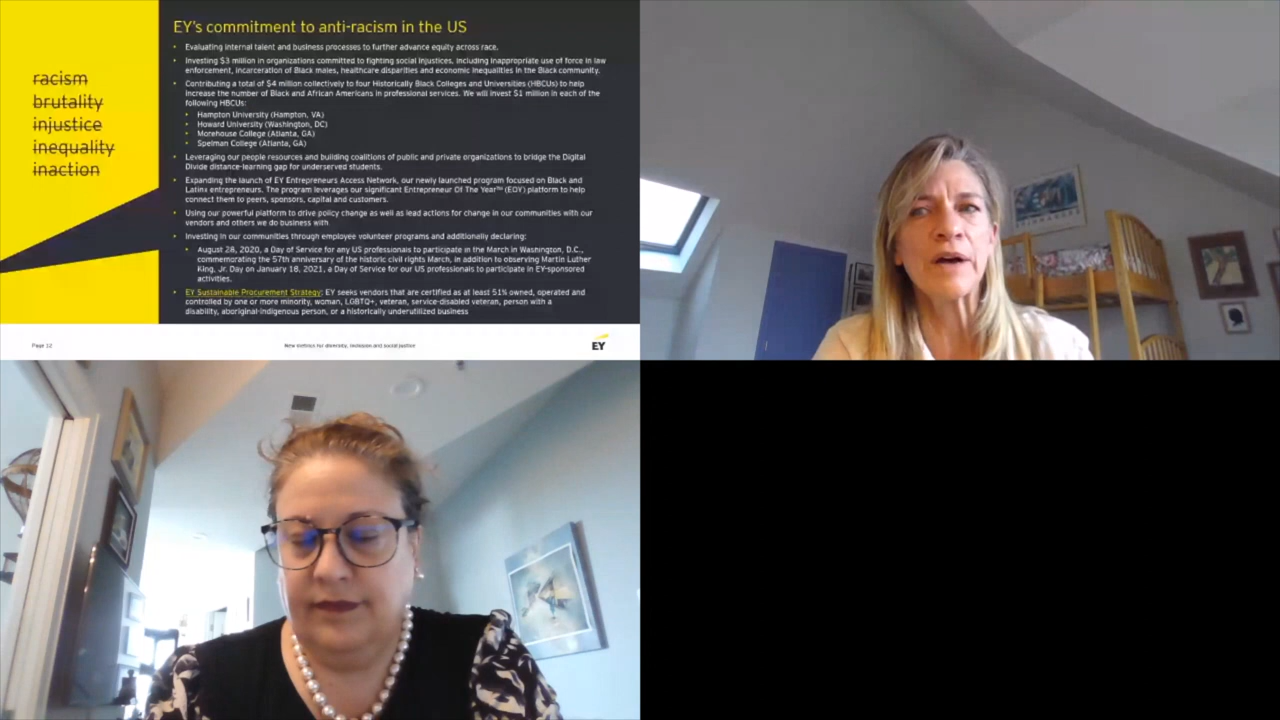 EY's commitment to anti-racism in the US
racism
brutality
injustice
inequality
inaction
• Evaluating internal talent and business processes to further advance equity across race.
• Investing $3 million in organizations committed to fighting social injustices, including inappropriate use of force in law
enforcement, incarceration of Black males, healthcare disparities and economic inequalities in the Black community.
• Contributing a total of $4 million collectively to four Historically Black Colleges and Universities (HBCUs) to help
increase the number of Black and African Americans in professional services. We will invest $1 million in each of the
following HBCUs:
• Hampton University (Hampton, VA)
• Howard University (Washington, DC)
• Morehouse College (Atlanta, GA)
• Spelman College (Atlanta, GA)
• Leveraging our people resources and building coalitions of public and private organizations to bridge the Digital
Divide distance-learning gap for underserved students.
• Expanding the launch of EY Entrepreneurs Access Network, our newly launched program focused on Black and
Latinx entrepreneurs. The program leverages our significant Entrepreneur Of The Year™ (EOY) platform to help
connect them to peers, sponsors, capital and customers.
• Using our powerful platform to drive policy change as well as lead actions for change in our communities with our
vendors and others we do business with
• Investing in our communities through employee volunteer programs and additionally declaring:
• August 28, 2020, a Day of Service for any US professionals to participate in the March in Washington, D.C.,
commemorating the 57th anniversary of the historic civil rights March, in addition to observing Martin Luther
King, Jr. Day on January 18, 2021, a Day of Service for our US professionals to participate in EY-sponsored
activities.
• EY Sustainable Procurement Strategy: EY seeks vendors that are certified as at least 51% owned, operated and
controlled by one or more minority, woman, LGBTQ+, veteran, service-disabled veteran, person with a
disability, aboriginal-indigenous person, or a historically underutilized business
Page 12
New metrics for diversity, inclusion and social justice
EY